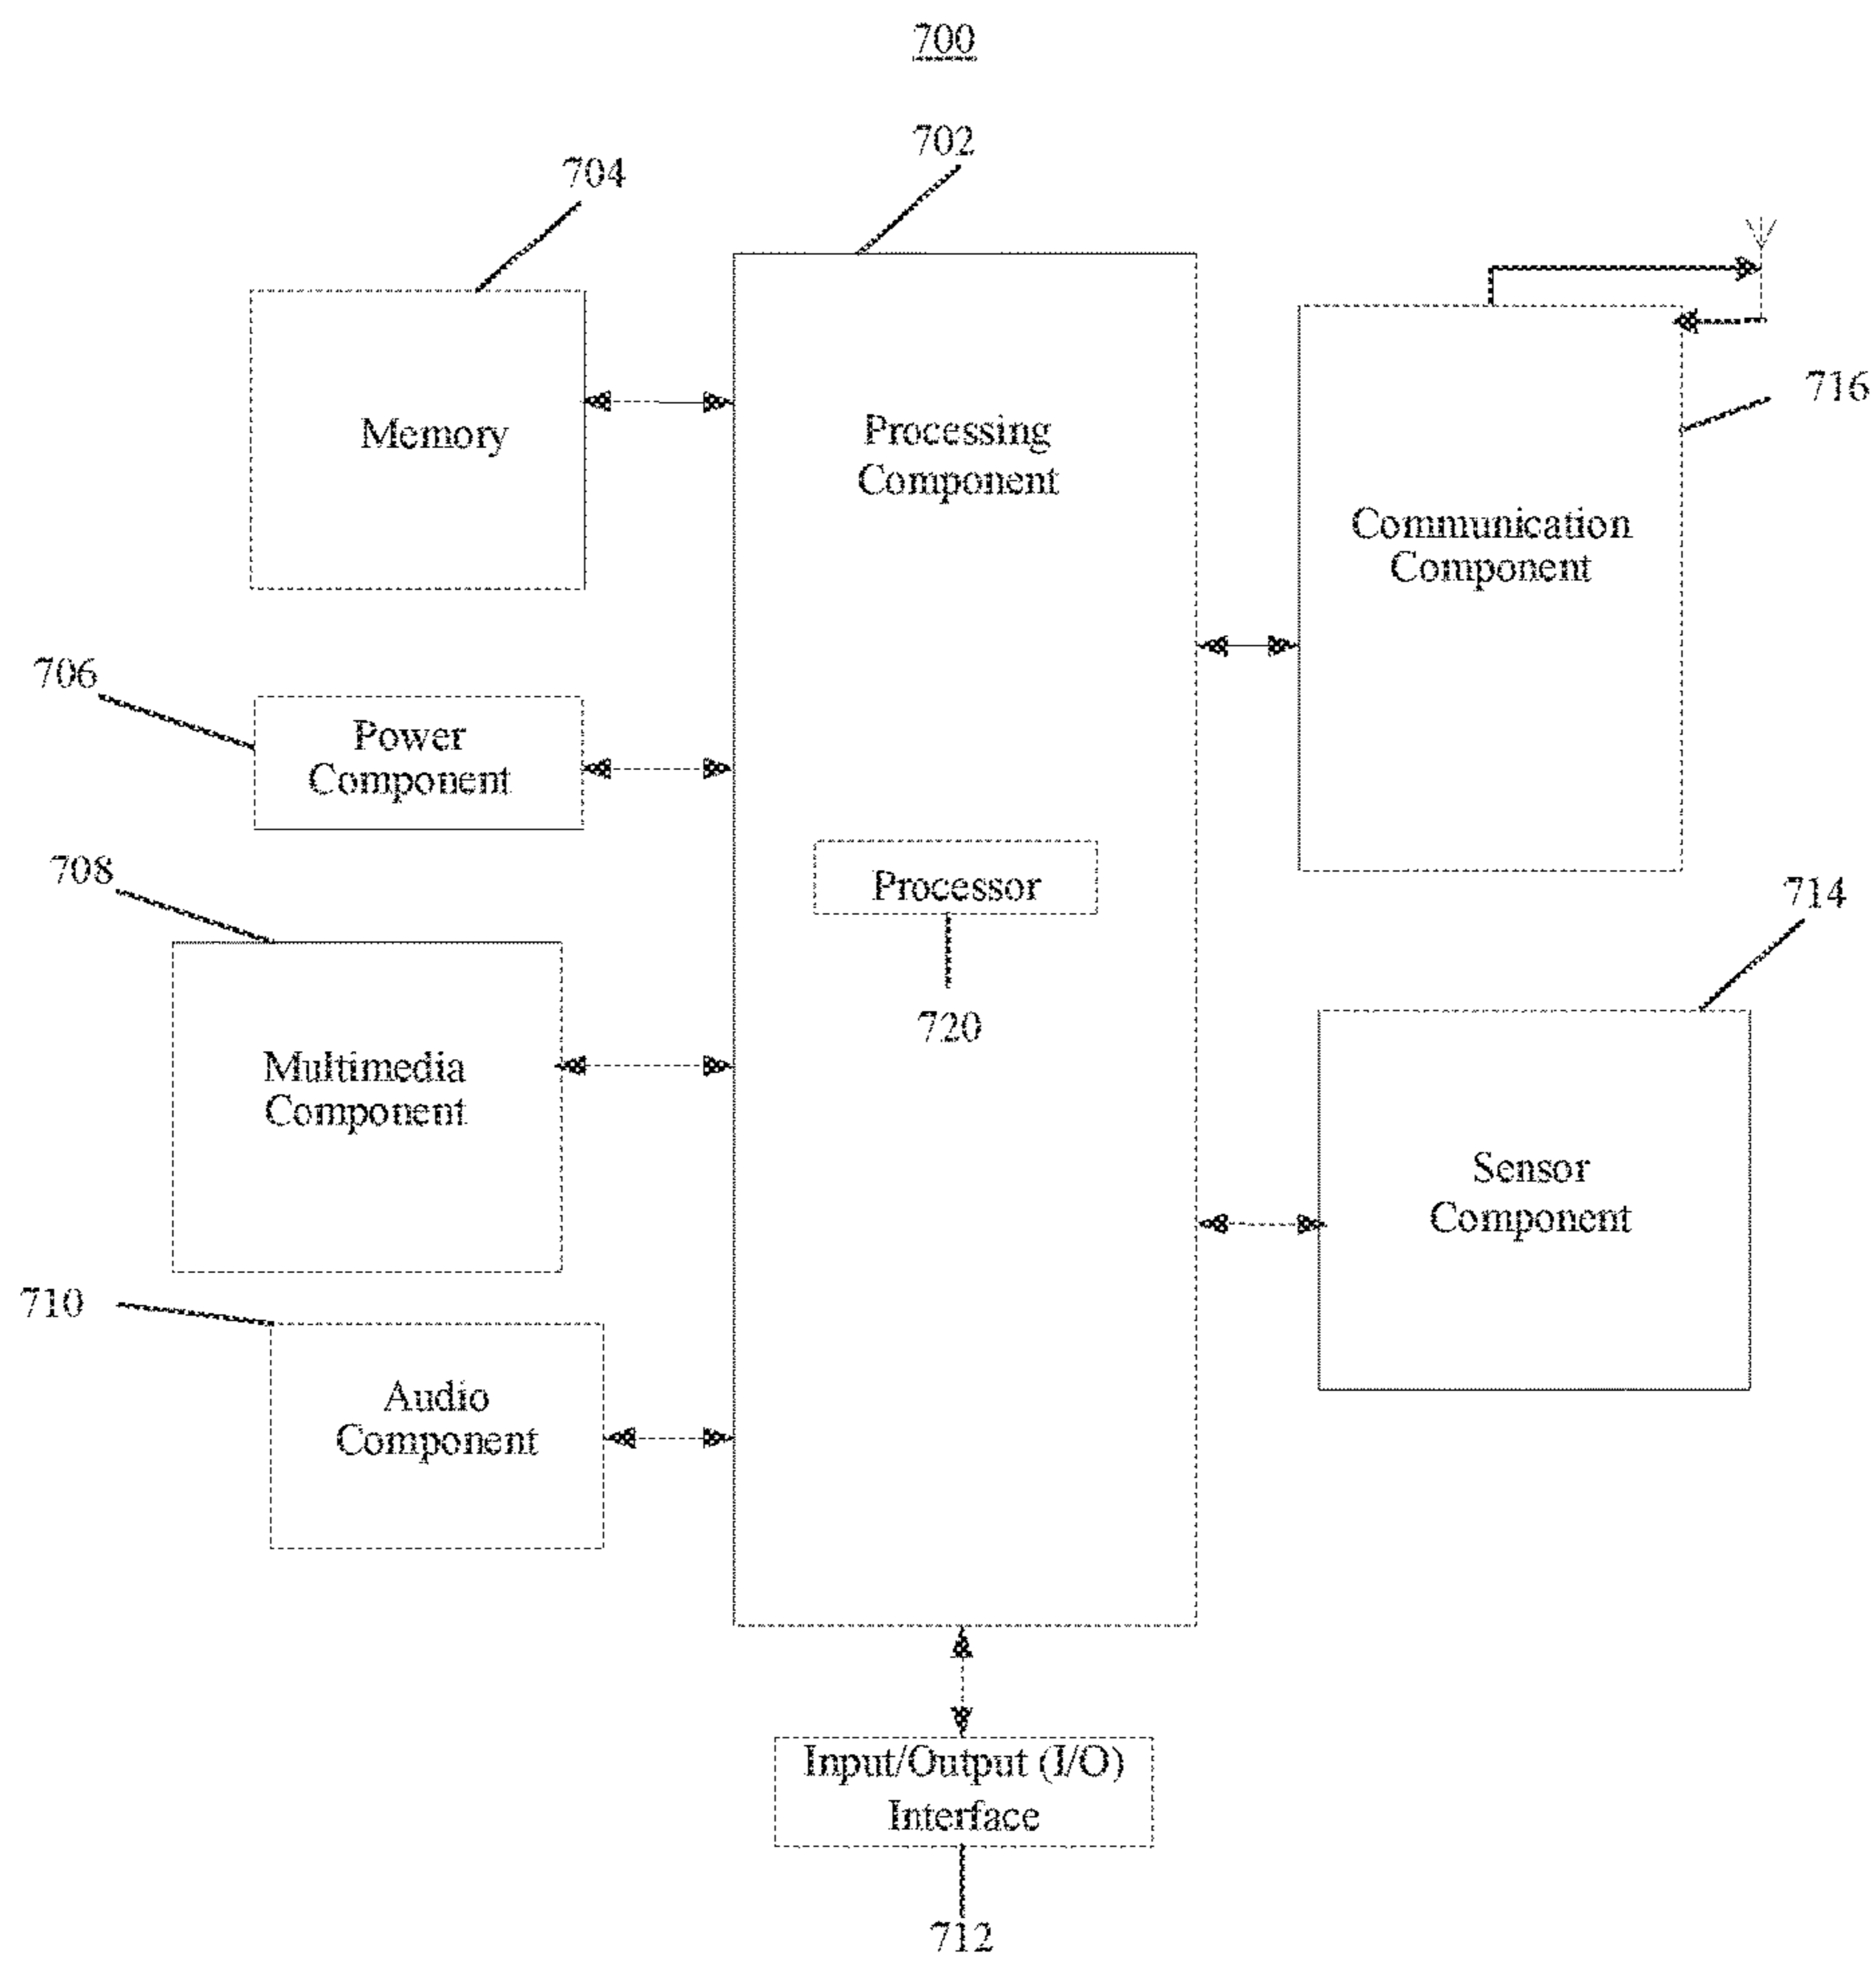 700
702
704
Memory
Processing
Component
716
Communication
Component
706
Power
Component
708
Processor
714
720
Multimedia
Component
Sensor
Component
710
Audio
Component
Input/Output (I/O)
Interface
712